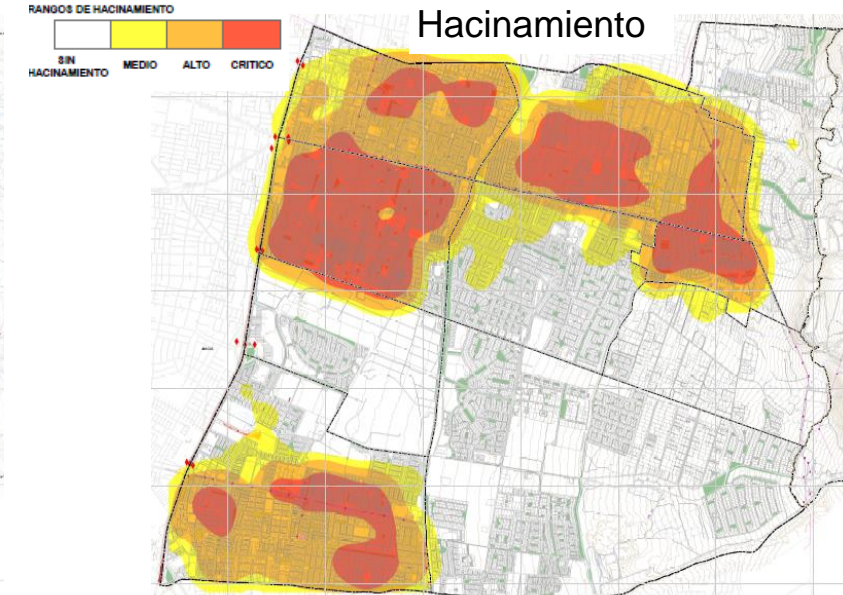 RANGOS DE HACINAMIENTO
Hacinamiento
SIN HACINAMIENTO
MEDIO
ALTO
CRITICO